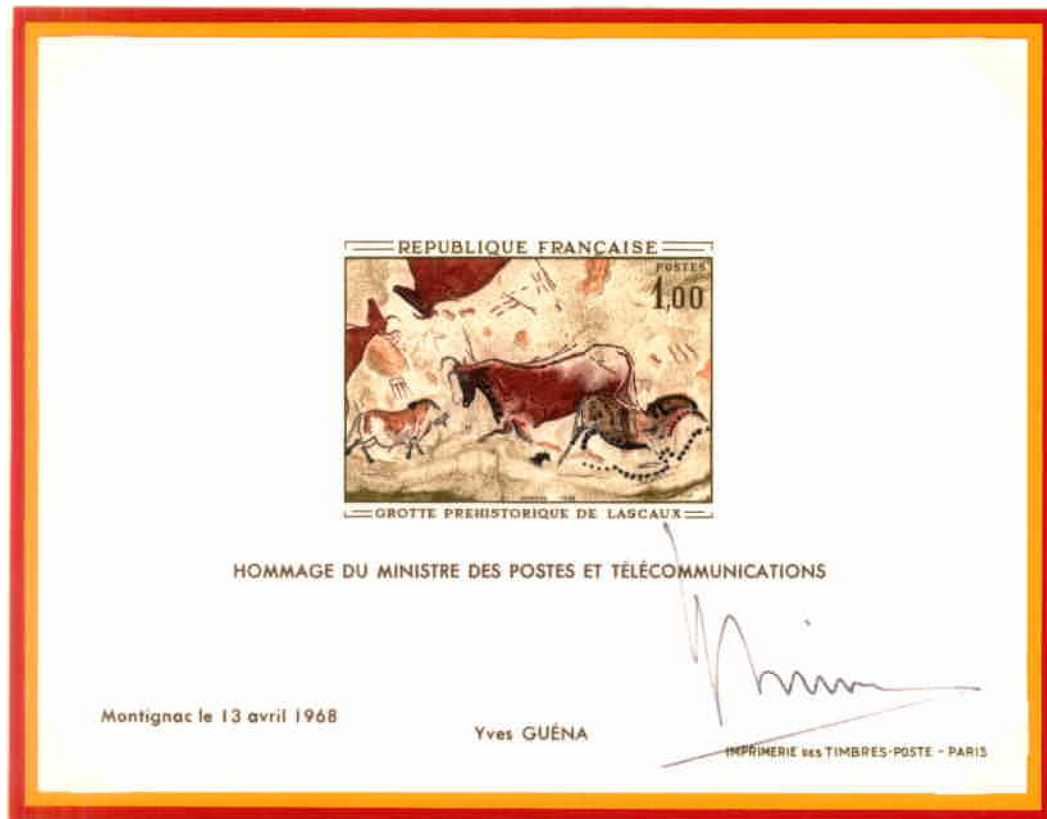 REPUBLIQUE FRANÇAISE
POSTES
1,00
GROTTE PREHISTORIQUE DE LASCAUX
HOMMAGE DU MINISTRE DES POSTES ET TÉLÉCOMMUNICATIONS
Montignac le 13 avril 1968
Yves GUÉNA
IMPRIMERIE DES TIMBRES-POSTE - PARIS